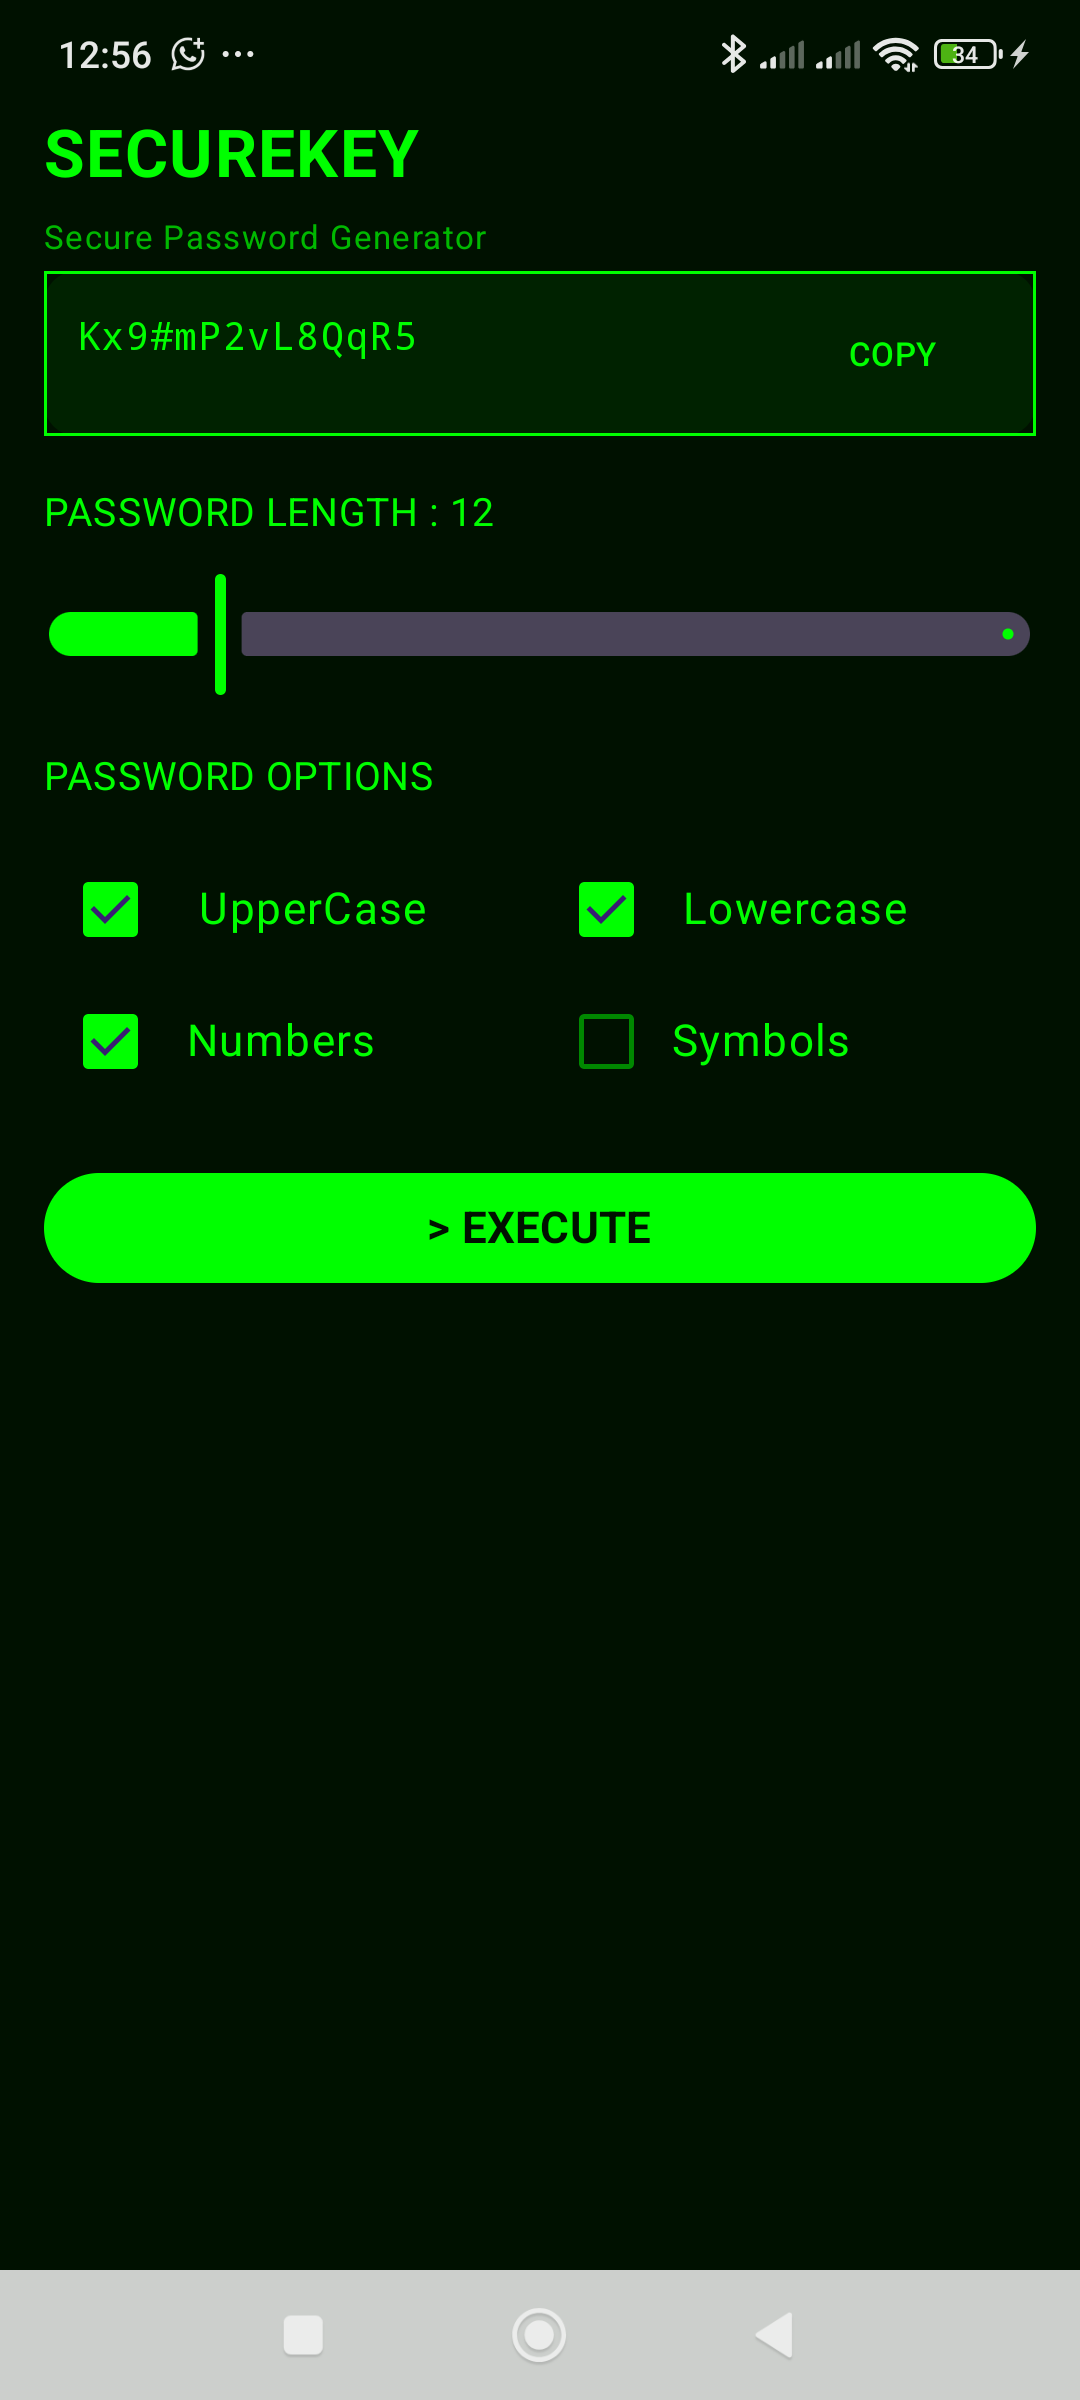 12:56
34
SECUREKEY
Secure Password Generator
Kx9#mP2vL8QqR5
COPY
PASSWORD LENGTH : 12
PASSWORD OPTIONS
UpperCase
Lowercase
Numbers
Symbols
> EXECUTE